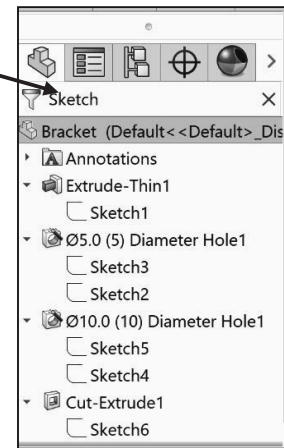 Sketch
Bracket (Default<<Default>_Dis
Annotations
Extrude-Thin1
Sketch1
Ø5.0 (5) Diameter Hole1
Sketch3
Sketch2
Ø10.0 (10) Diameter Hole1
Sketch5
Sketch4
Cut-Extrude1
Sketch6